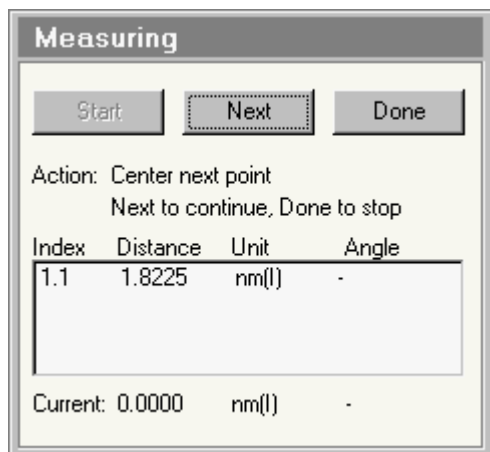 Measuring
Start Next Done
Action: Center next point
Next to continue, Done to stop
Index Distance Unit Angle
1.1 1.8225 nm(I) -
Current: 0.0000 nm(I) -